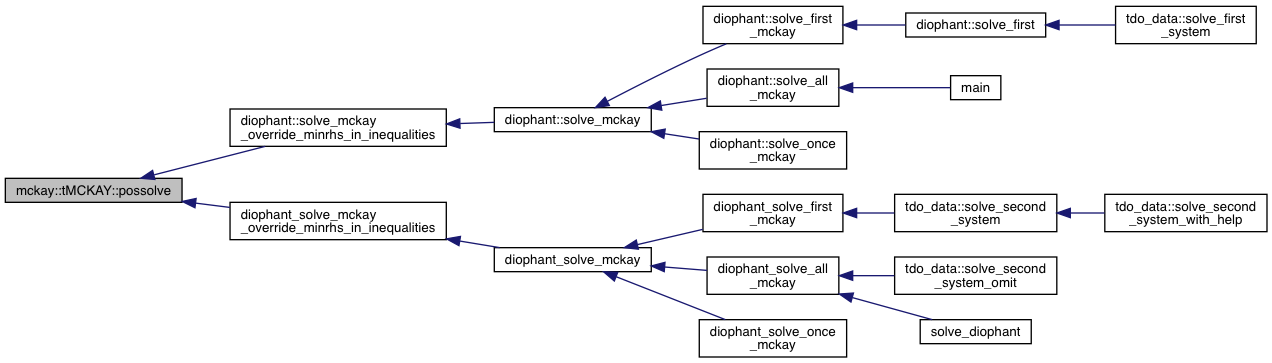 diophant::solve_first
_mckay
diophant::solve_first
tdo_data::solve_first
_system
diophant::solve_all
_mckay
main
diophant::solve_mckay
_override_minrhs_in_inequalities
diophant::solve_mckay
diophant::solve_once
_mckay
mckay::tMCKAY::possolve
diophant_solve_mckay
_override_minrhs_in_inequalities
diophant_solve_first
_mckay
tdo_data::solve_second
_system
tdo_data::solve_second
_system_with_help
diophant_solve_mckay
diophant_solve_all
_mckay
tdo_data::solve_second
_system_omit
diophant_solve_once
_mckay
solve_diophant